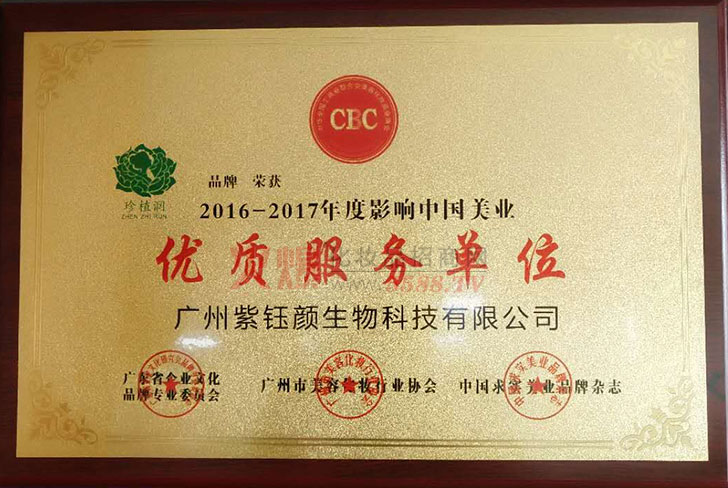 CBC
珍植润
ZHEN ZHI RUN
品牌 荣获
2016-2017年度影响中国美业
优质服务单位
广州紫钰颜生物科技有限公司
广东省企业文化
品牌专业委员会
广州市美容化妆行业协会
中国求实美业品牌杂志